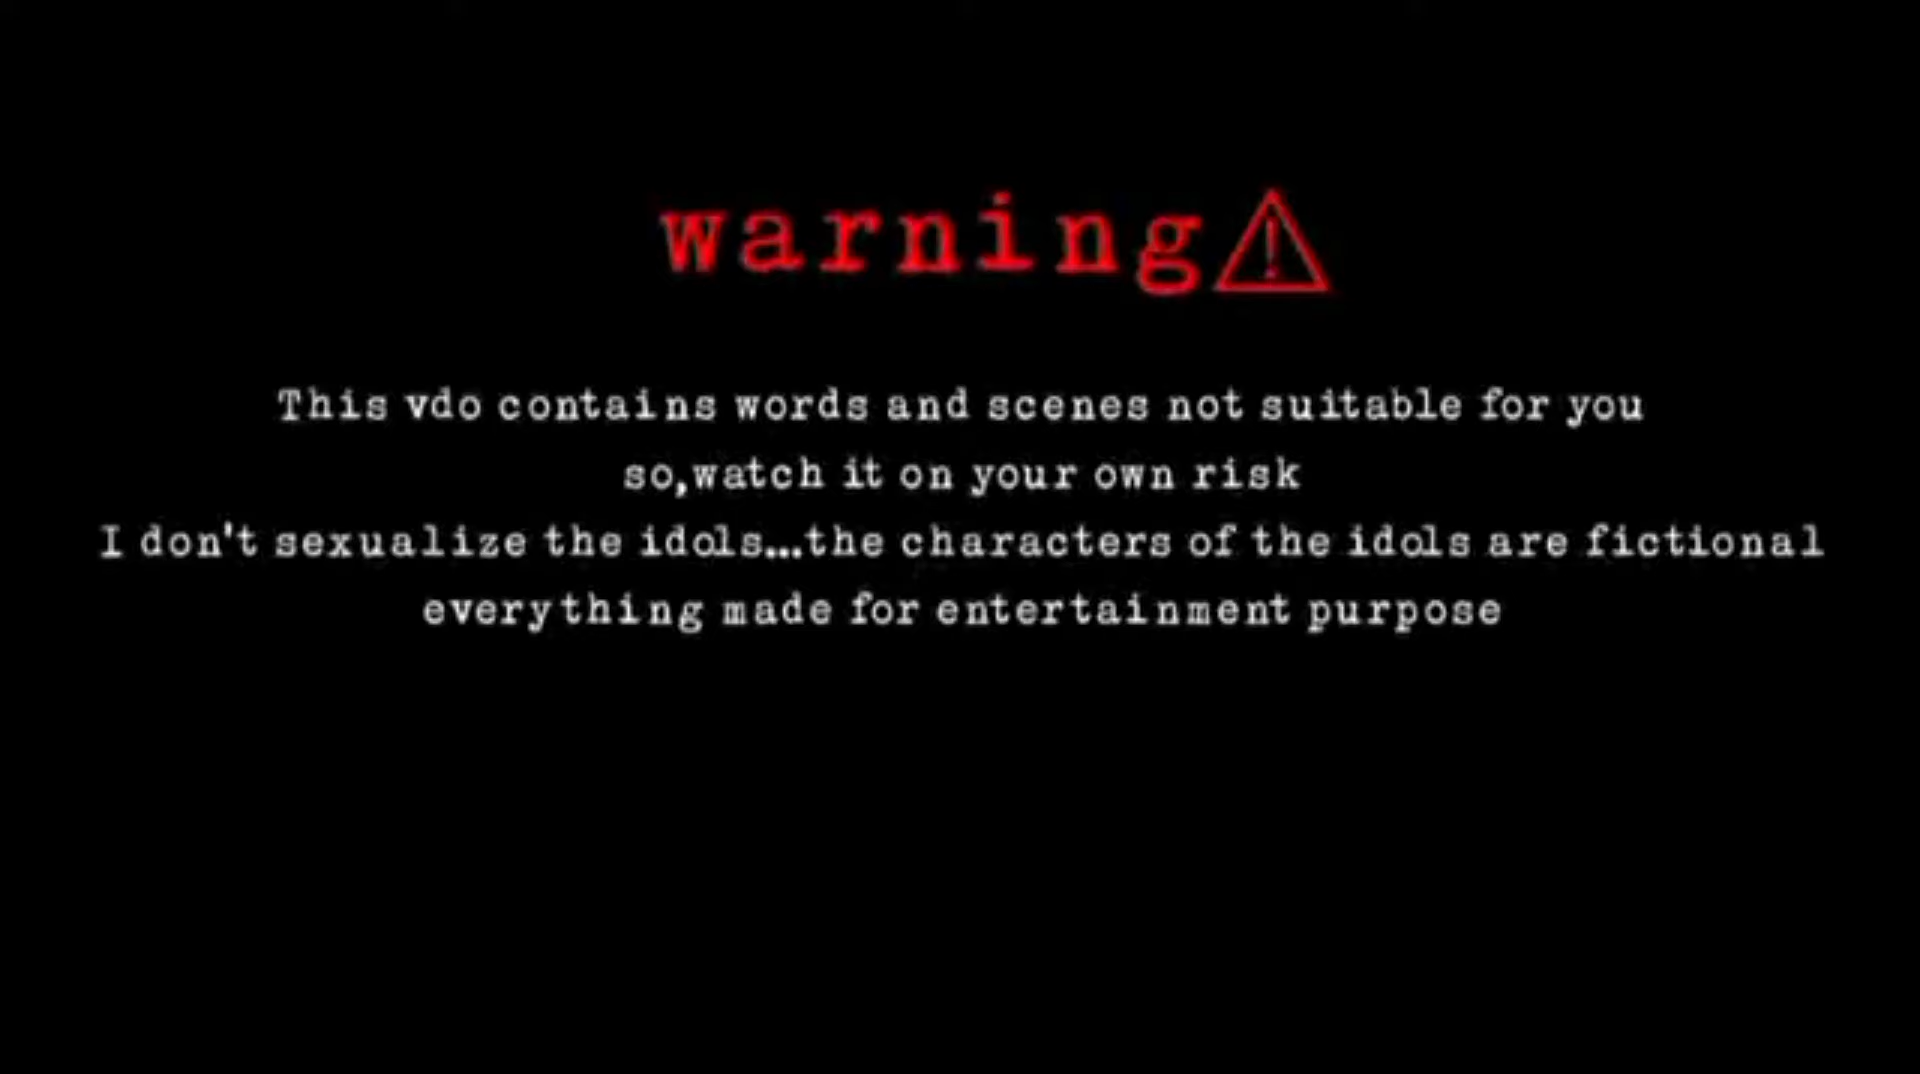 warning⚠
This vdo contains words and scenes not suitable for you
so,watch it on your own risk
I don't sexualize the idols...the characters of the idols are fictional
everything made for entertainment purpose